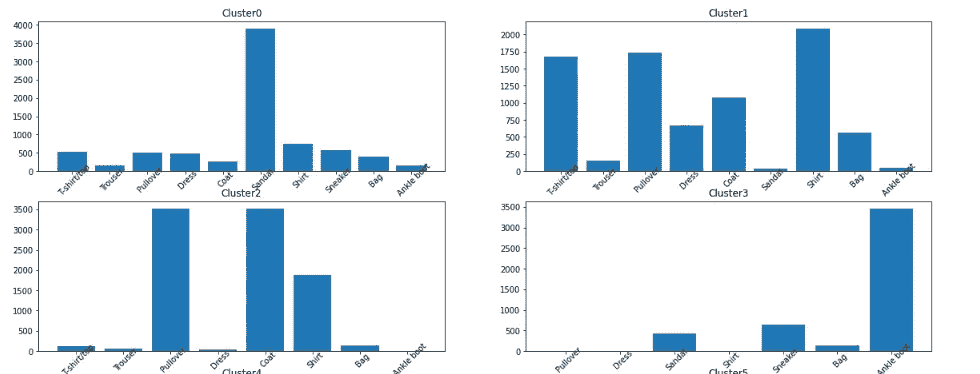 Cluster0
4000
3500
3000
2500
2000
1500
1000
500
0
T-shirt/top
Trouser
Pullover
Dress
Coat
Sandal
Shirt
Sneaker
Bag
Ankle boot
Cluster1
2000
1750
1500
1250
1000
750
500
250
0
T-shirt/top
Trouser
Pullover
Dress
Coat
Sandal
Shirt
Bag
Ankle boot
Cluster2
3500
3000
2500
2000
1500
1000
500
0
T-shirt/top
Trouser
Pullover
Dress
Coat
Shirt
Bag
Ankle boot
Cluster3
3500
3000
2500
2000
1500
1000
500
0
Pullover
Dress
Sandal
Shirt
Sneaker
Bag
Ankle boot
Cluster4
Cluster5